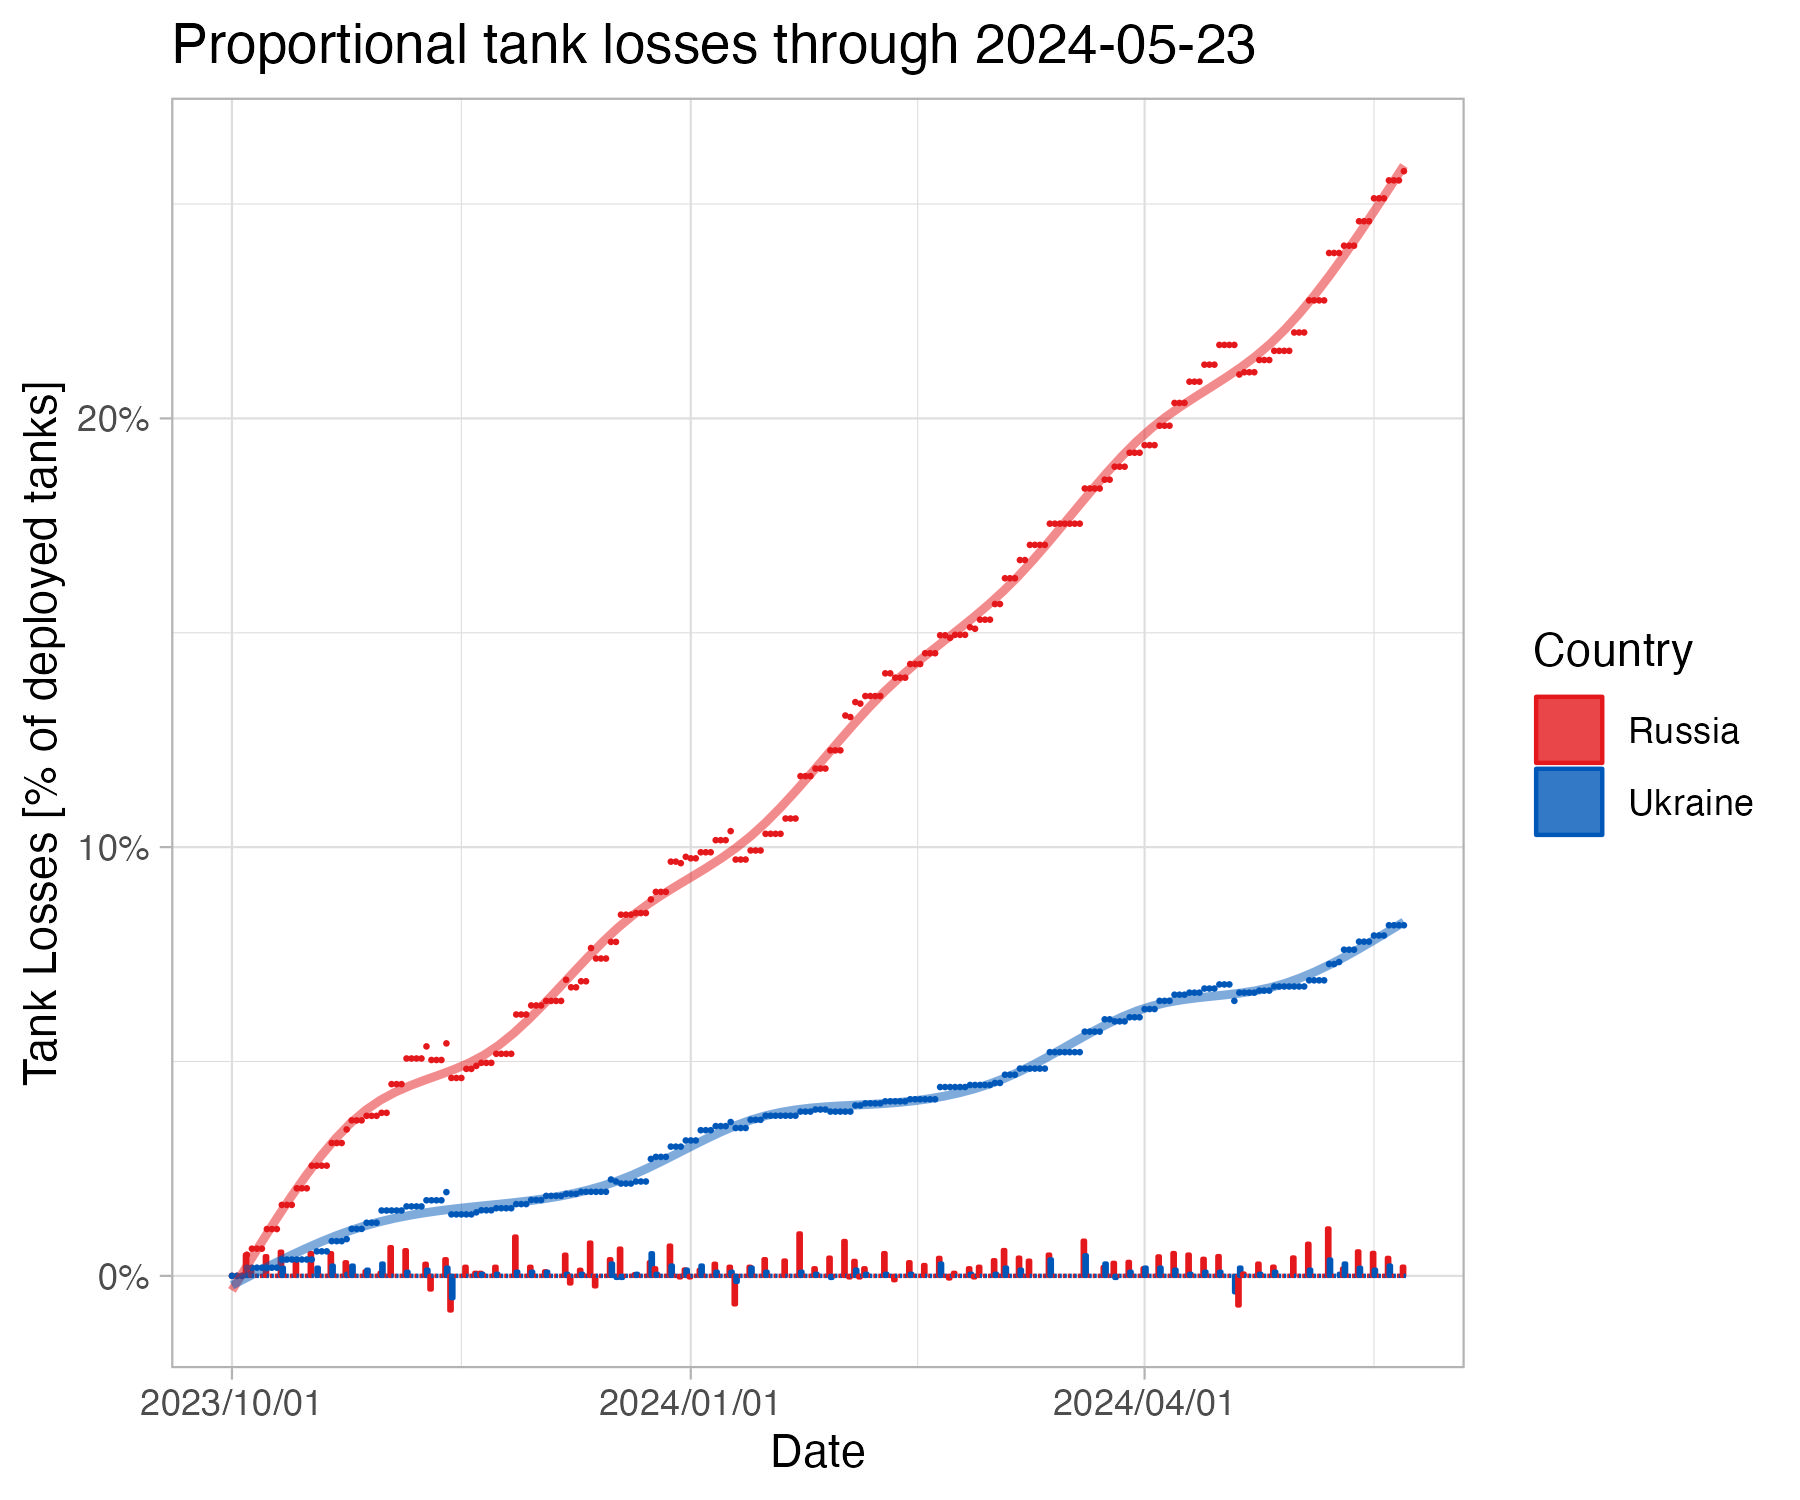 Proportional tank losses through 2024-05-23
Tank Losses [% of deployed tanks]
20%
10%
0%
2023/10/01
2024/01/01
2024/04/01
Date
Country
Russia
Ukraine